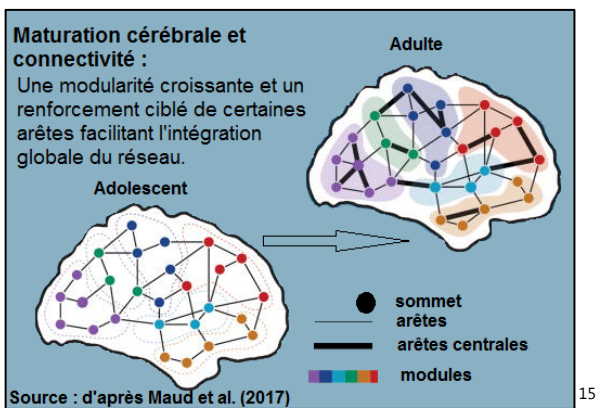 Maturation cérébrale et
connectivité :
Une modularité croissante et un
renforcement ciblé de certaines
arêtes facilitant l'intégration
globale du réseau.
Adulte
Adolescent
sommet
arêtes
arêtes centrales
modules
Source : d'après Maud et al. (2017)
15